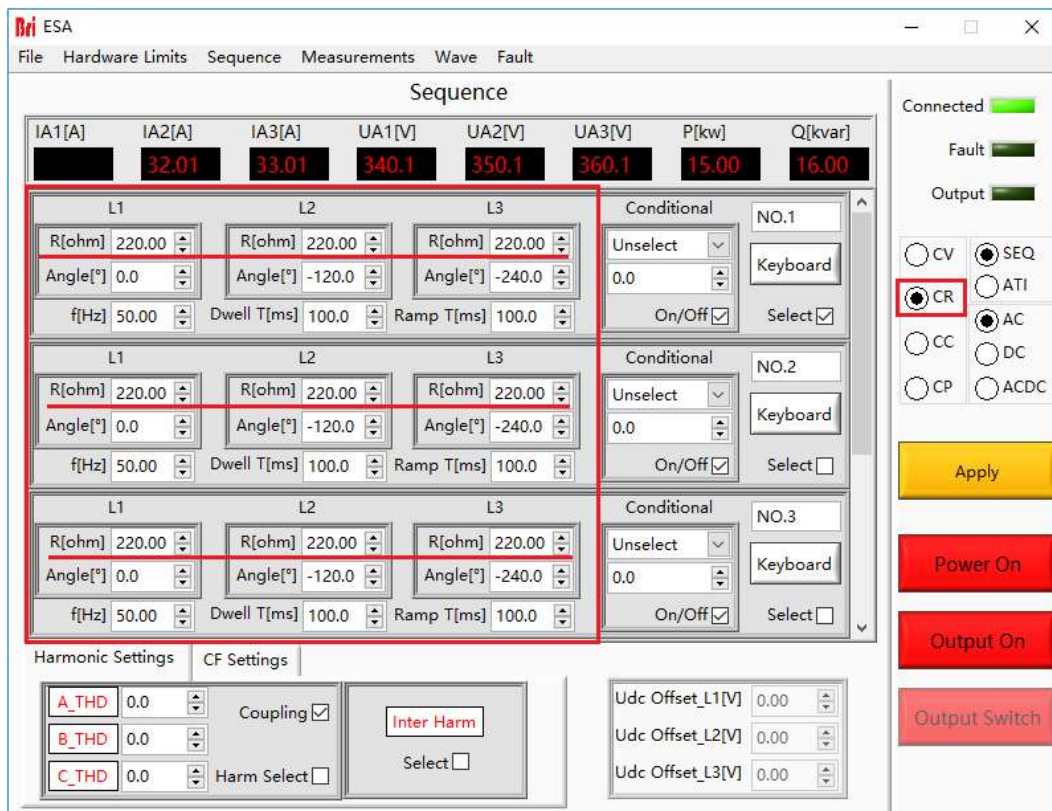 Bri ESA
File Hardware Limits Sequence Measurements Wave Fault
Sequence
IA1[A] IA2[A] IA3[A] UA1[V] UA2[V] UA3[V] P[kw] Q[kvar]
32.01 33.01 340.1 350.1 360.1 15.00 16.00
L1 L2 L3 Conditional NO.1
R[ohm] 220.00 R[ohm] 220.00 R[ohm] 220.00 Unselect Keyboard
Angle[°] 0.0 Angle[°] -120.0 Angle[°] -240.0 0.0
f[Hz] 50.00 Dwell T[ms] 100.0 Ramp T[ms] 100.0 On/Off Select
L1 L2 L3 Conditional NO.2
R[ohm] 220.00 R[ohm] 220.00 R[ohm] 220.00 Unselect Keyboard
Angle[°] 0.0 Angle[°] -120.0 Angle[°] -240.0 0.0
f[Hz] 50.00 Dwell T[ms] 100.0 Ramp T[ms] 100.0 On/Off Select
L1 L2 L3 Conditional NO.3
R[ohm] 220.00 R[ohm] 220.00 R[ohm] 220.00 Unselect Keyboard
Angle[°] 0.0 Angle[°] -120.0 Angle[°] -240.0 0.0
f[Hz] 50.00 Dwell T[ms] 100.0 Ramp T[ms] 100.0 On/Off Select
Harmonic Settings CF Settings
A_THD 0.0 Coupling
B_THD 0.0
C_THD 0.0 Harm Select
Inter Harm
Select
Udc Offset_L1[V] 0.00
Udc Offset_L2[V] 0.00
Udc Offset_L3[V] 0.00
Connected
Fault
Output
CV SEQ
CR ATI
AC
CC DC
CP ACDC
Apply
Power On
Output On
Output Switch